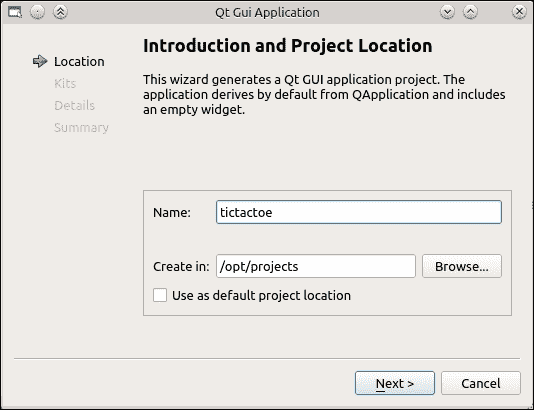 Qt Gui Application
Location
Kits
Details
Summary
Introduction and Project Location
This wizard generates a Qt GUI application project. The
application derives by default from QApplication and includes
an empty widget.
Name: tictactoe
Create in: /opt/projects Browse...
Use as default project location
Next > Cancel